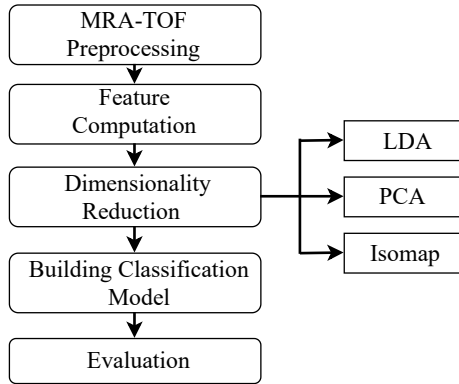 MRA-TOF
Preprocessing
Feature
Computation
Dimensionality
Reduction
LDA
PCA
Isomap
Building Classification
Model
Evaluation